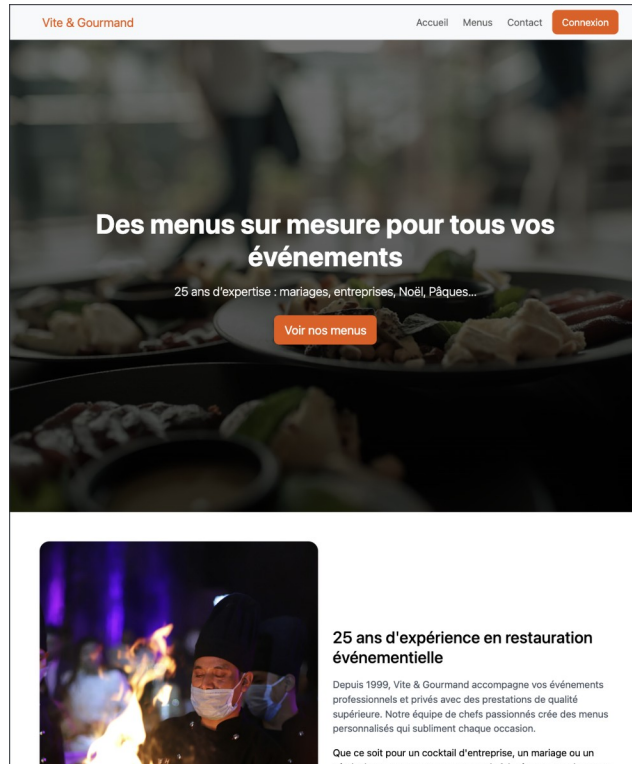 Vite & Gourmand
Accueil Menus Contact Connexion
Des menus sur mesure pour tous vos
événements
25 ans d'expertise : mariages, entreprises, Noël, Pâques...
Voir nos menus
25 ans d'expérience en restauration
événementielle
Depuis 1999, Vite & Gourmand accompagne vos événements
professionnels et privés avec des prestations de qualité
supérieure. Notre équipe de chefs passionnés crée des menus
personnalisés qui subliment chaque occasion.
Que ce soit pour un cocktail d'entreprise, un mariage ou un